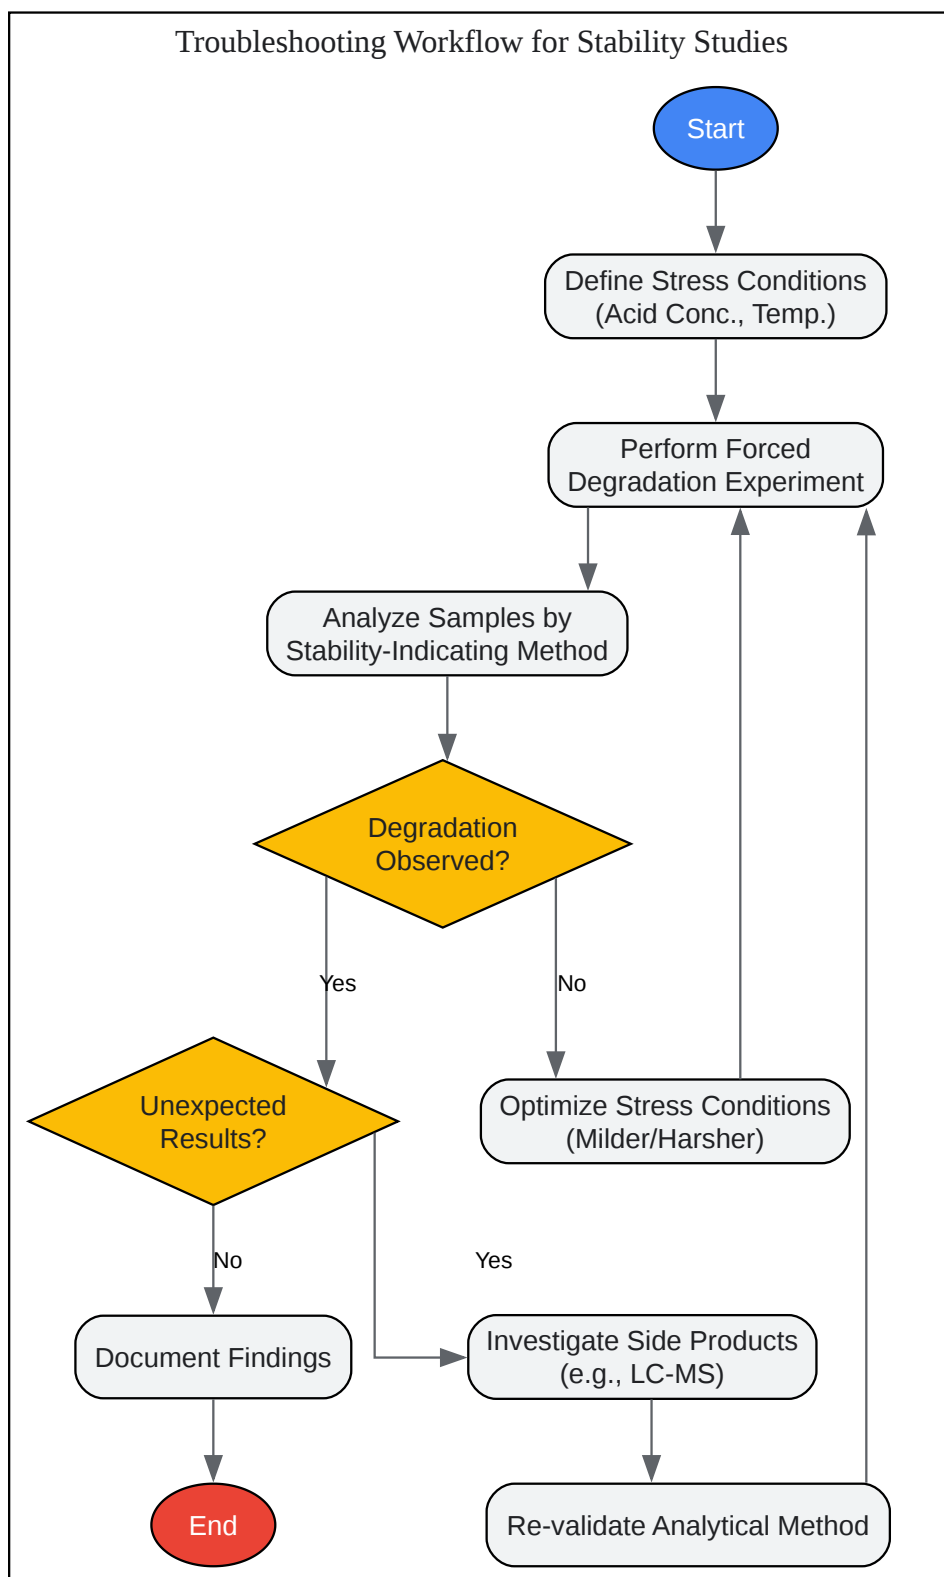 Troubleshooting Workflow for Stability Studies
Start
Define Stress Conditions
(Acid Conc., Temp.)
Perform Forced
Degradation Experiment
Analyze Samples by
Stability-Indicating Method
Degradation
Observed?
Yes
No
Unexpected
Results?
Optimize Stress Conditions
(Milder/Harsher)
No
Yes
Document Findings
Investigate Side Products
(e.g., LC-MS)
End
Re-validate Analytical Method